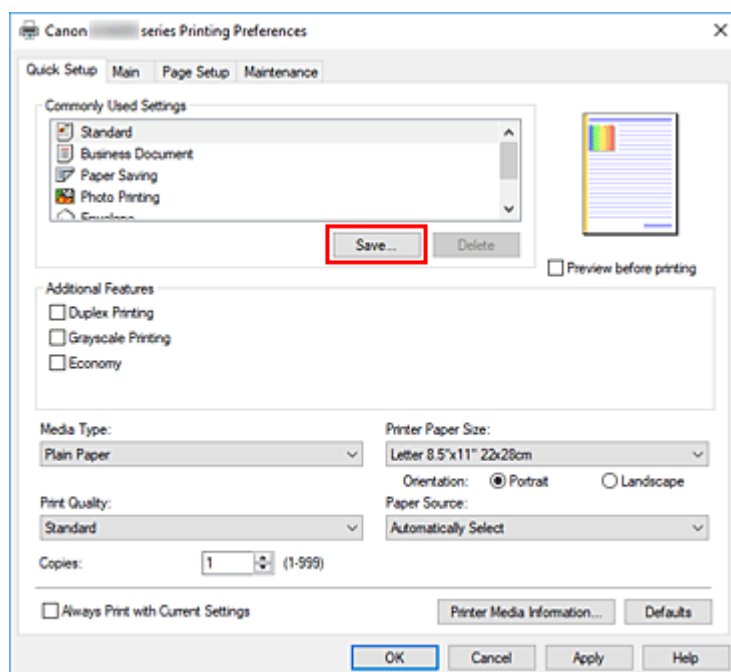 Canon series Printing Preferences
Quick Setup Main Page Setup Maintenance
Commonly Used Settings
Standard
Business Document
Paper Saving
Photo Printing
Envelope
Save... Delete
Preview before printing
Additional Features
Duplex Printing
Grayscale Printing
Economy
Media Type: Printer Paper Size:
Plain Paper Letter 8.5"x11" 22x28cm
Orientation: Portrait Landscape
Print Quality: Paper Source:
Standard Automatically Select
Copies: 1 (1-999)
Always Print with Current Settings Printer Media Information... Defaults
OK Cancel Apply Help